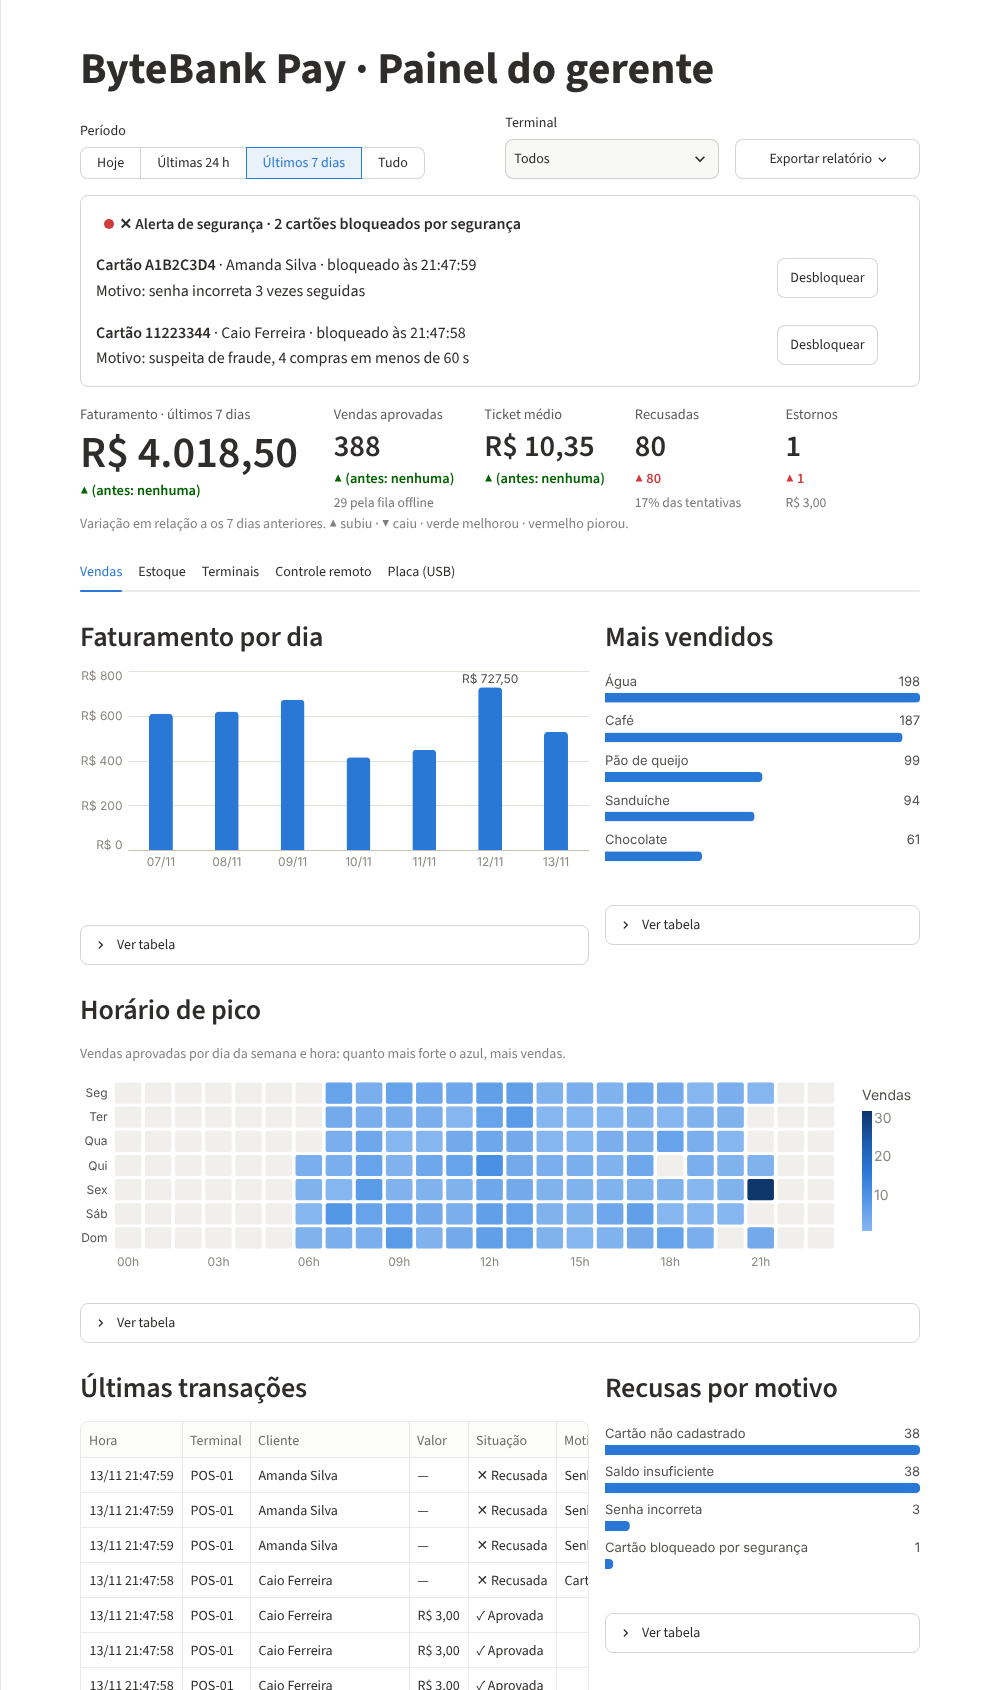 ByteBank Pay · Painel do gerente
Período
Terminal
Hoje
Últimas 24 h
Últimos 7 dias
Tudo
Todos
Exportar relatório
✕ Alerta de segurança · 2 cartões bloqueados por segurança
Cartão A1B2C3D4 · Amanda Silva · bloqueado às 21:47:59
Motivo: senha incorreta 3 vezes seguidas
Desbloquear
Cartão 11223344 · Caio Ferreira · bloqueado às 21:47:58
Motivo: suspeita de fraude, 4 compras em menos de 60 s
Desbloquear
Faturamento · últimos 7 dias
R$ 4.018,50
▲ (antes: nenhuma)
Vendas aprovadas
388
▲ (antes: nenhuma)
29 pela fila offline
Ticket médio
R$ 10,35
▲ (antes: nenhuma)
Recusadas
80
▲ 80
17% das tentativas
Estornos
1
▲ 1
R$ 3,00
Variação em relação a os 7 dias anteriores. ▲ subiu · ▼ caiu · verde melhorou · vermelho piorou.
Vendas
Estoque
Terminais
Controle remoto
Placa (USB)
Faturamento por dia
R$ 800
R$ 600
R$ 400
R$ 200
R$ 0
R$ 727,50
07/11
08/11
09/11
10/11
11/11
12/11
13/11
Ver tabela
Mais vendidos
Água 198
Café 187
Pão de queijo 99
Sanduíche 94
Chocolate 61
Ver tabela
Horário de pico
Vendas aprovadas por dia da semana e hora: quanto mais forte o azul, mais vendas.
Seg
Ter
Qua
Qui
Sex
Sáb
Dom
00h
03h
06h
09h
12h
15h
18h
21h
Vendas
30
20
10
Ver tabela
Últimas transações
Hora Terminal Cliente Valor Situação Moti
13/11 21:47:59 POS-01 Amanda Silva — ✕ Recusada Senl
13/11 21:47:59 POS-01 Amanda Silva — ✕ Recusada Senl
13/11 21:47:59 POS-01 Amanda Silva — ✕ Recusada Senl
13/11 21:47:58 POS-01 Caio Ferreira — ✕ Recusada Cart
13/11 21:47:58 POS-01 Caio Ferreira R$ 3,00 ✓ Aprovada
13/11 21:47:58 POS-01 Caio Ferreira R$ 3,00 ✓ Aprovada
13/11 21:47:58 POS-01 Caio Ferreira R$ 3,00 ✓ Aprovada
Recusas por motivo
Cartão não cadastrado 38
Saldo insuficiente 38
Senha incorreta 3
Cartão bloqueado por segurança 1
Ver tabela